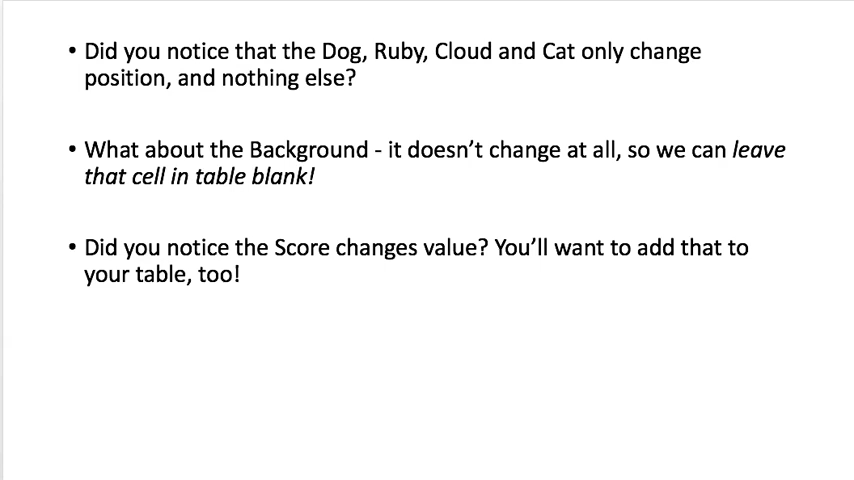 • Did you notice that the Dog, Ruby, Cloud and Cat only change
position, and nothing else?
• What about the Background - it doesn’t change at all, so we can leave
that cell in table blank!
• Did you notice the Score changes value? You’ll want to add that to
your table, too!